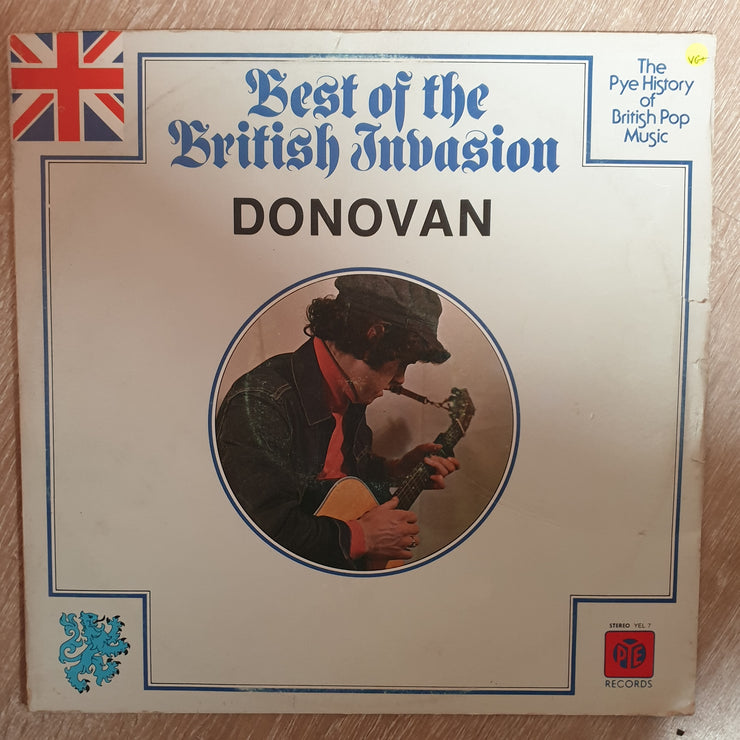 VG+
Best of the
British Invasion
DONOVAN
The
Pye History
of
British Pop
Music
STEREO YEL 7
PYE
RECORDS